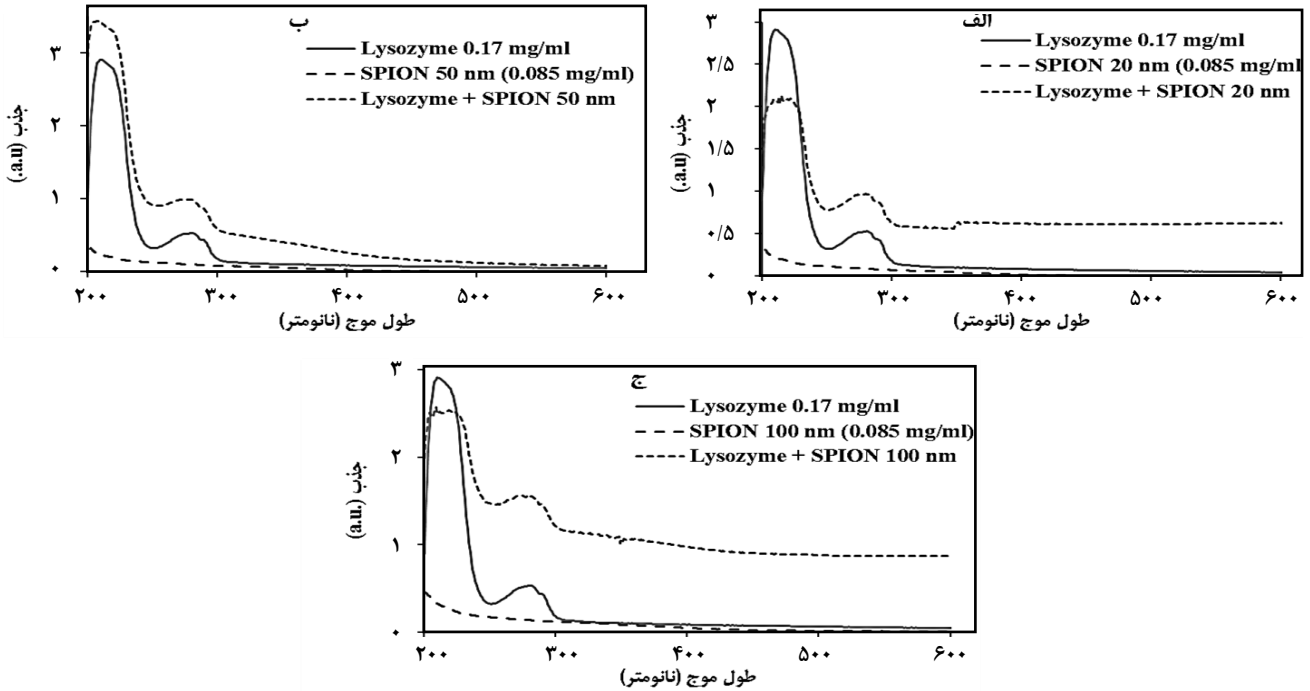 ب
Lysozyme 0.17 mg/ml
SPION 50 nm (0.085 mg/ml)
Lysozyme + SPION 50 nm
جذب (a.u.)
۳
۲
۱
۰
۲۰۰ ۳۰۰ ۴۰۰ ۵۰۰ ۶۰۰
طول موج (نانومتر)
الف
Lysozyme 0.17 mg/ml
SPION 20 nm (0.085 mg/ml
Lysozyme + SPION 20 nm
جذب (a.u.)
۳
۲/۵
۲
۱/۵
۱
۰/۵
۰
۲۰۰ ۳۰۰ ۴۰۰ ۵۰۰ ۶۰۰
طول موج (نانومتر)
ج
Lysozyme 0.17 mg/ml
SPION 100 nm (0.085 mg/ml)
Lysozyme + SPION 100 nm
جذب (a.u.)
۳
۲
۱
۰
۲۰۰ ۳۰۰ ۴۰۰ ۵۰۰ ۶۰۰
طول موج (نانومتر)